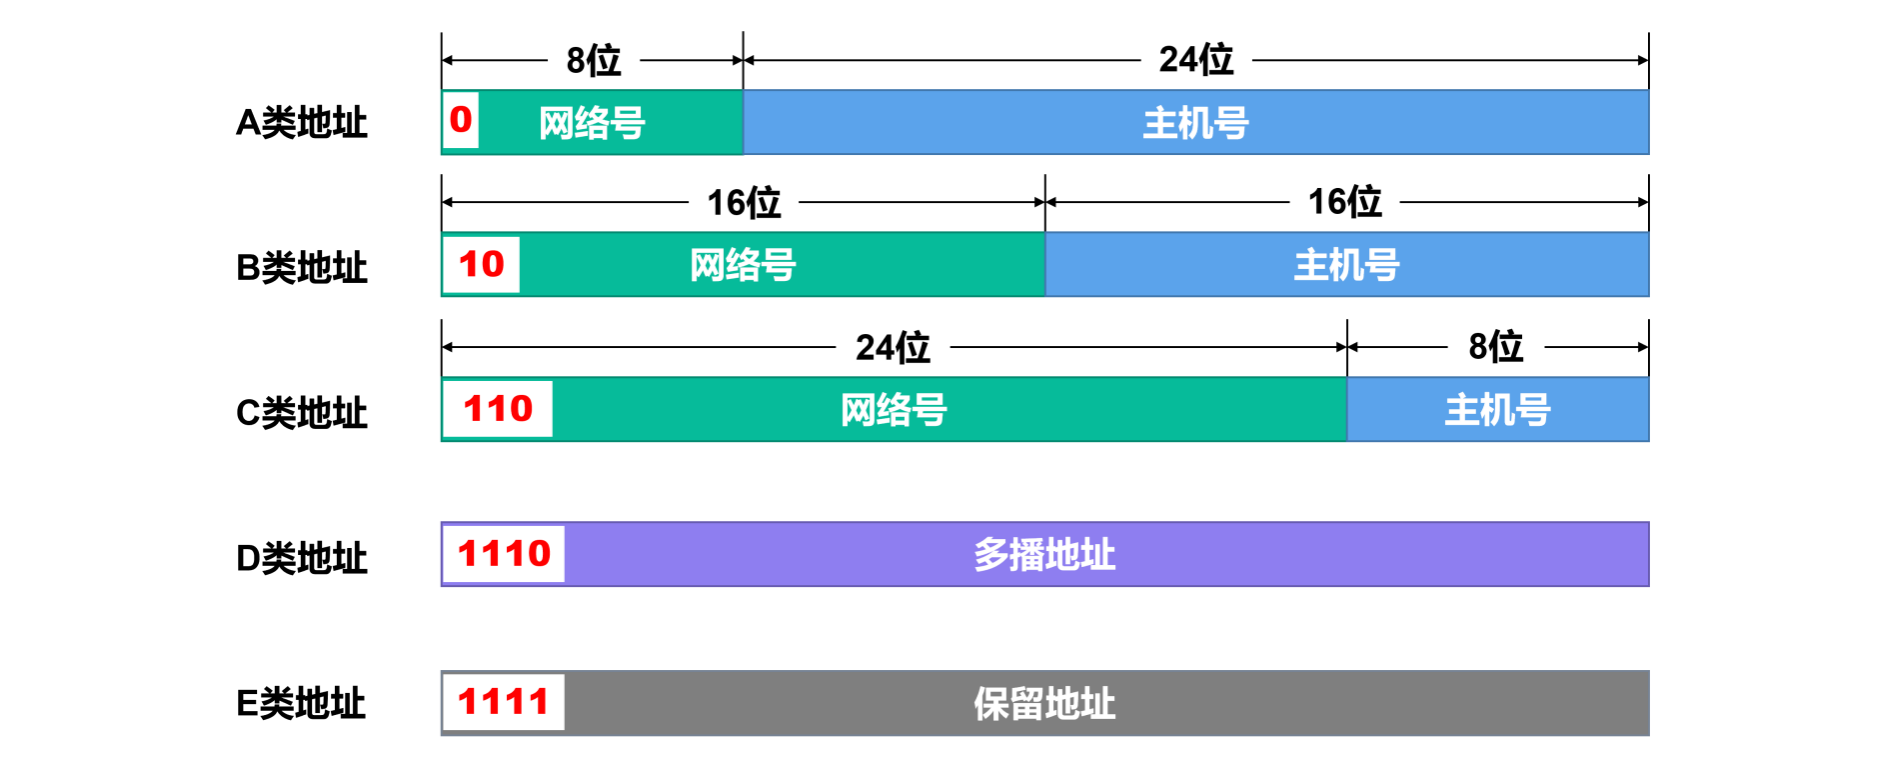 8位 24位
A类地址 0 网络号 主机号
16位 16位
B类地址 10 网络号 主机号
24位 8位
C类地址 110 网络号 主机号
D类地址 1110 多播地址
E类地址 1111 保留地址